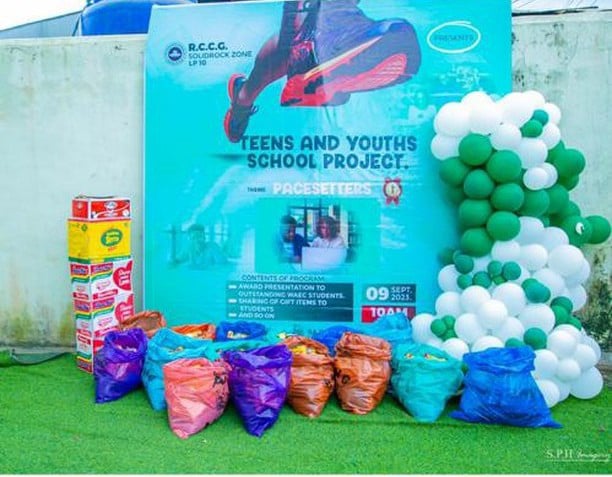 R.C.C.G.
SOLIDROCK ZONE
LP 10
PRESENTS
TEENS AND YOUTHS
SCHOOL PROJECT.
THEME: PACESETTERS
CONTENTS OF PROGRAM:
AWARD PRESENTATION TO
OUTSTANDING WAEC STUDENTS.
SHARING OF GIFT ITEMS TO
STUDENTS
AND SO ON
09 SEPT, 2023.
10AM
S.P.H Imagery